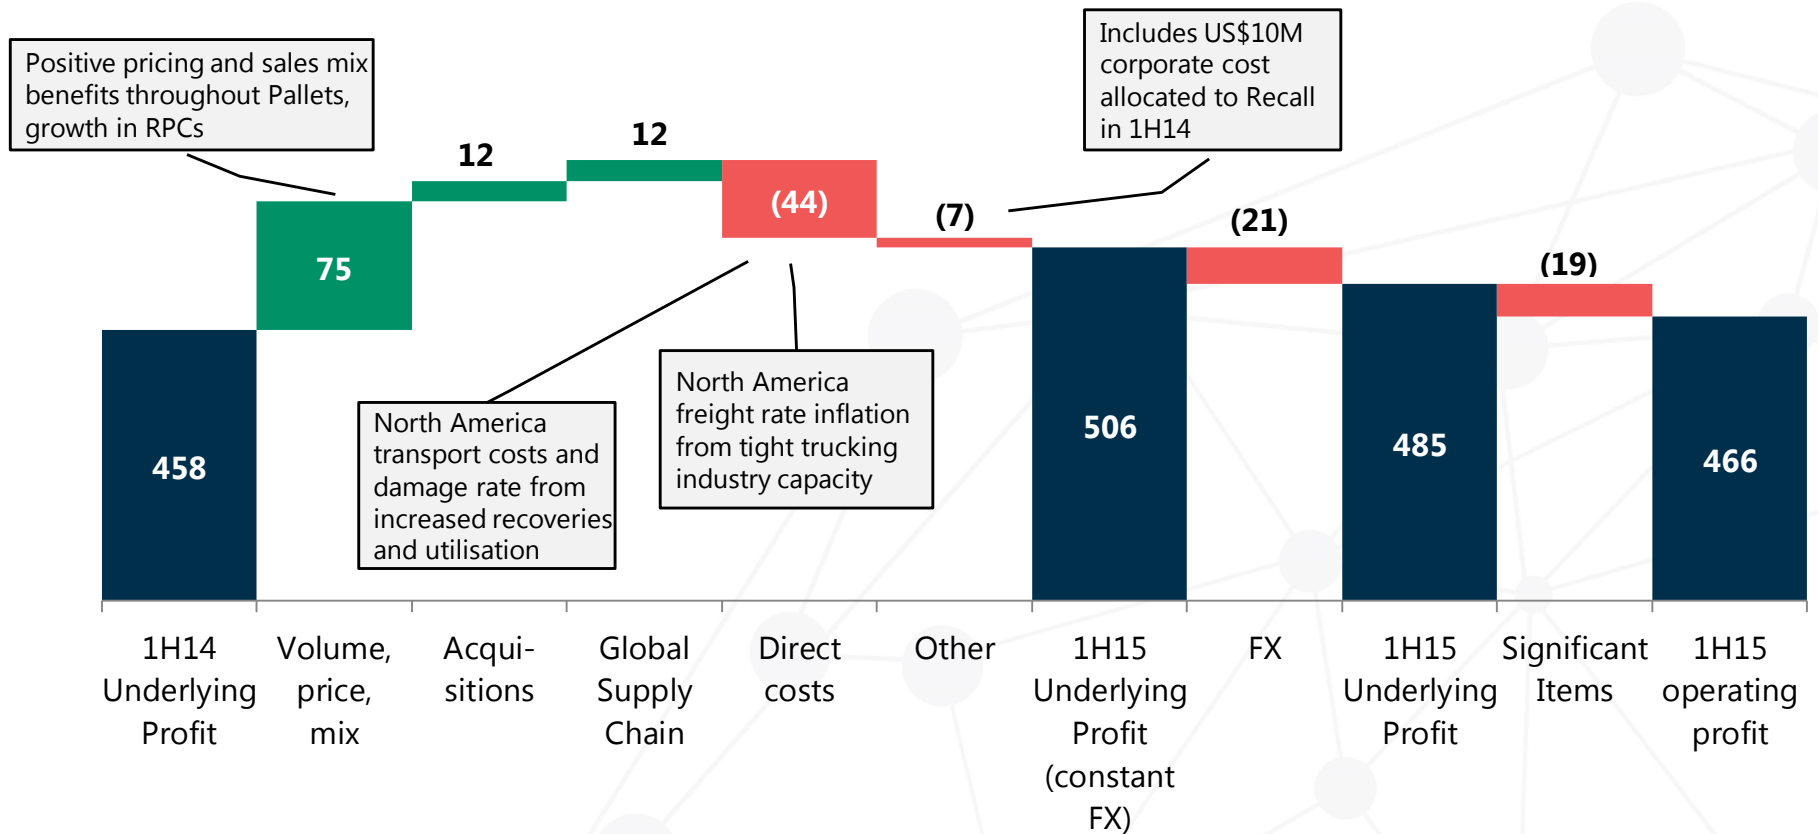 Positive pricing and sales mix
benefits throughout Pallets,
growth in RPCs
Includes US$10M
corporate cost
allocated to Recall
in 1H14
12
12
(44)
(7)
(21)
(19)
75
458
506
485
466
North America
transport costs and
damage rate from
increased recoveries
and utilisation
North America
freight rate inflation
from tight trucking
industry capacity
1H14
Underlying
Profit
Volume,
price,
mix
Acqui-
sitions
Global
Supply
Chain
Direct
costs
Other
1H15
Underlying
Profit
(constant
FX)
FX
1H15
Underlying
Profit
Significant
Items
1H15
operating
profit